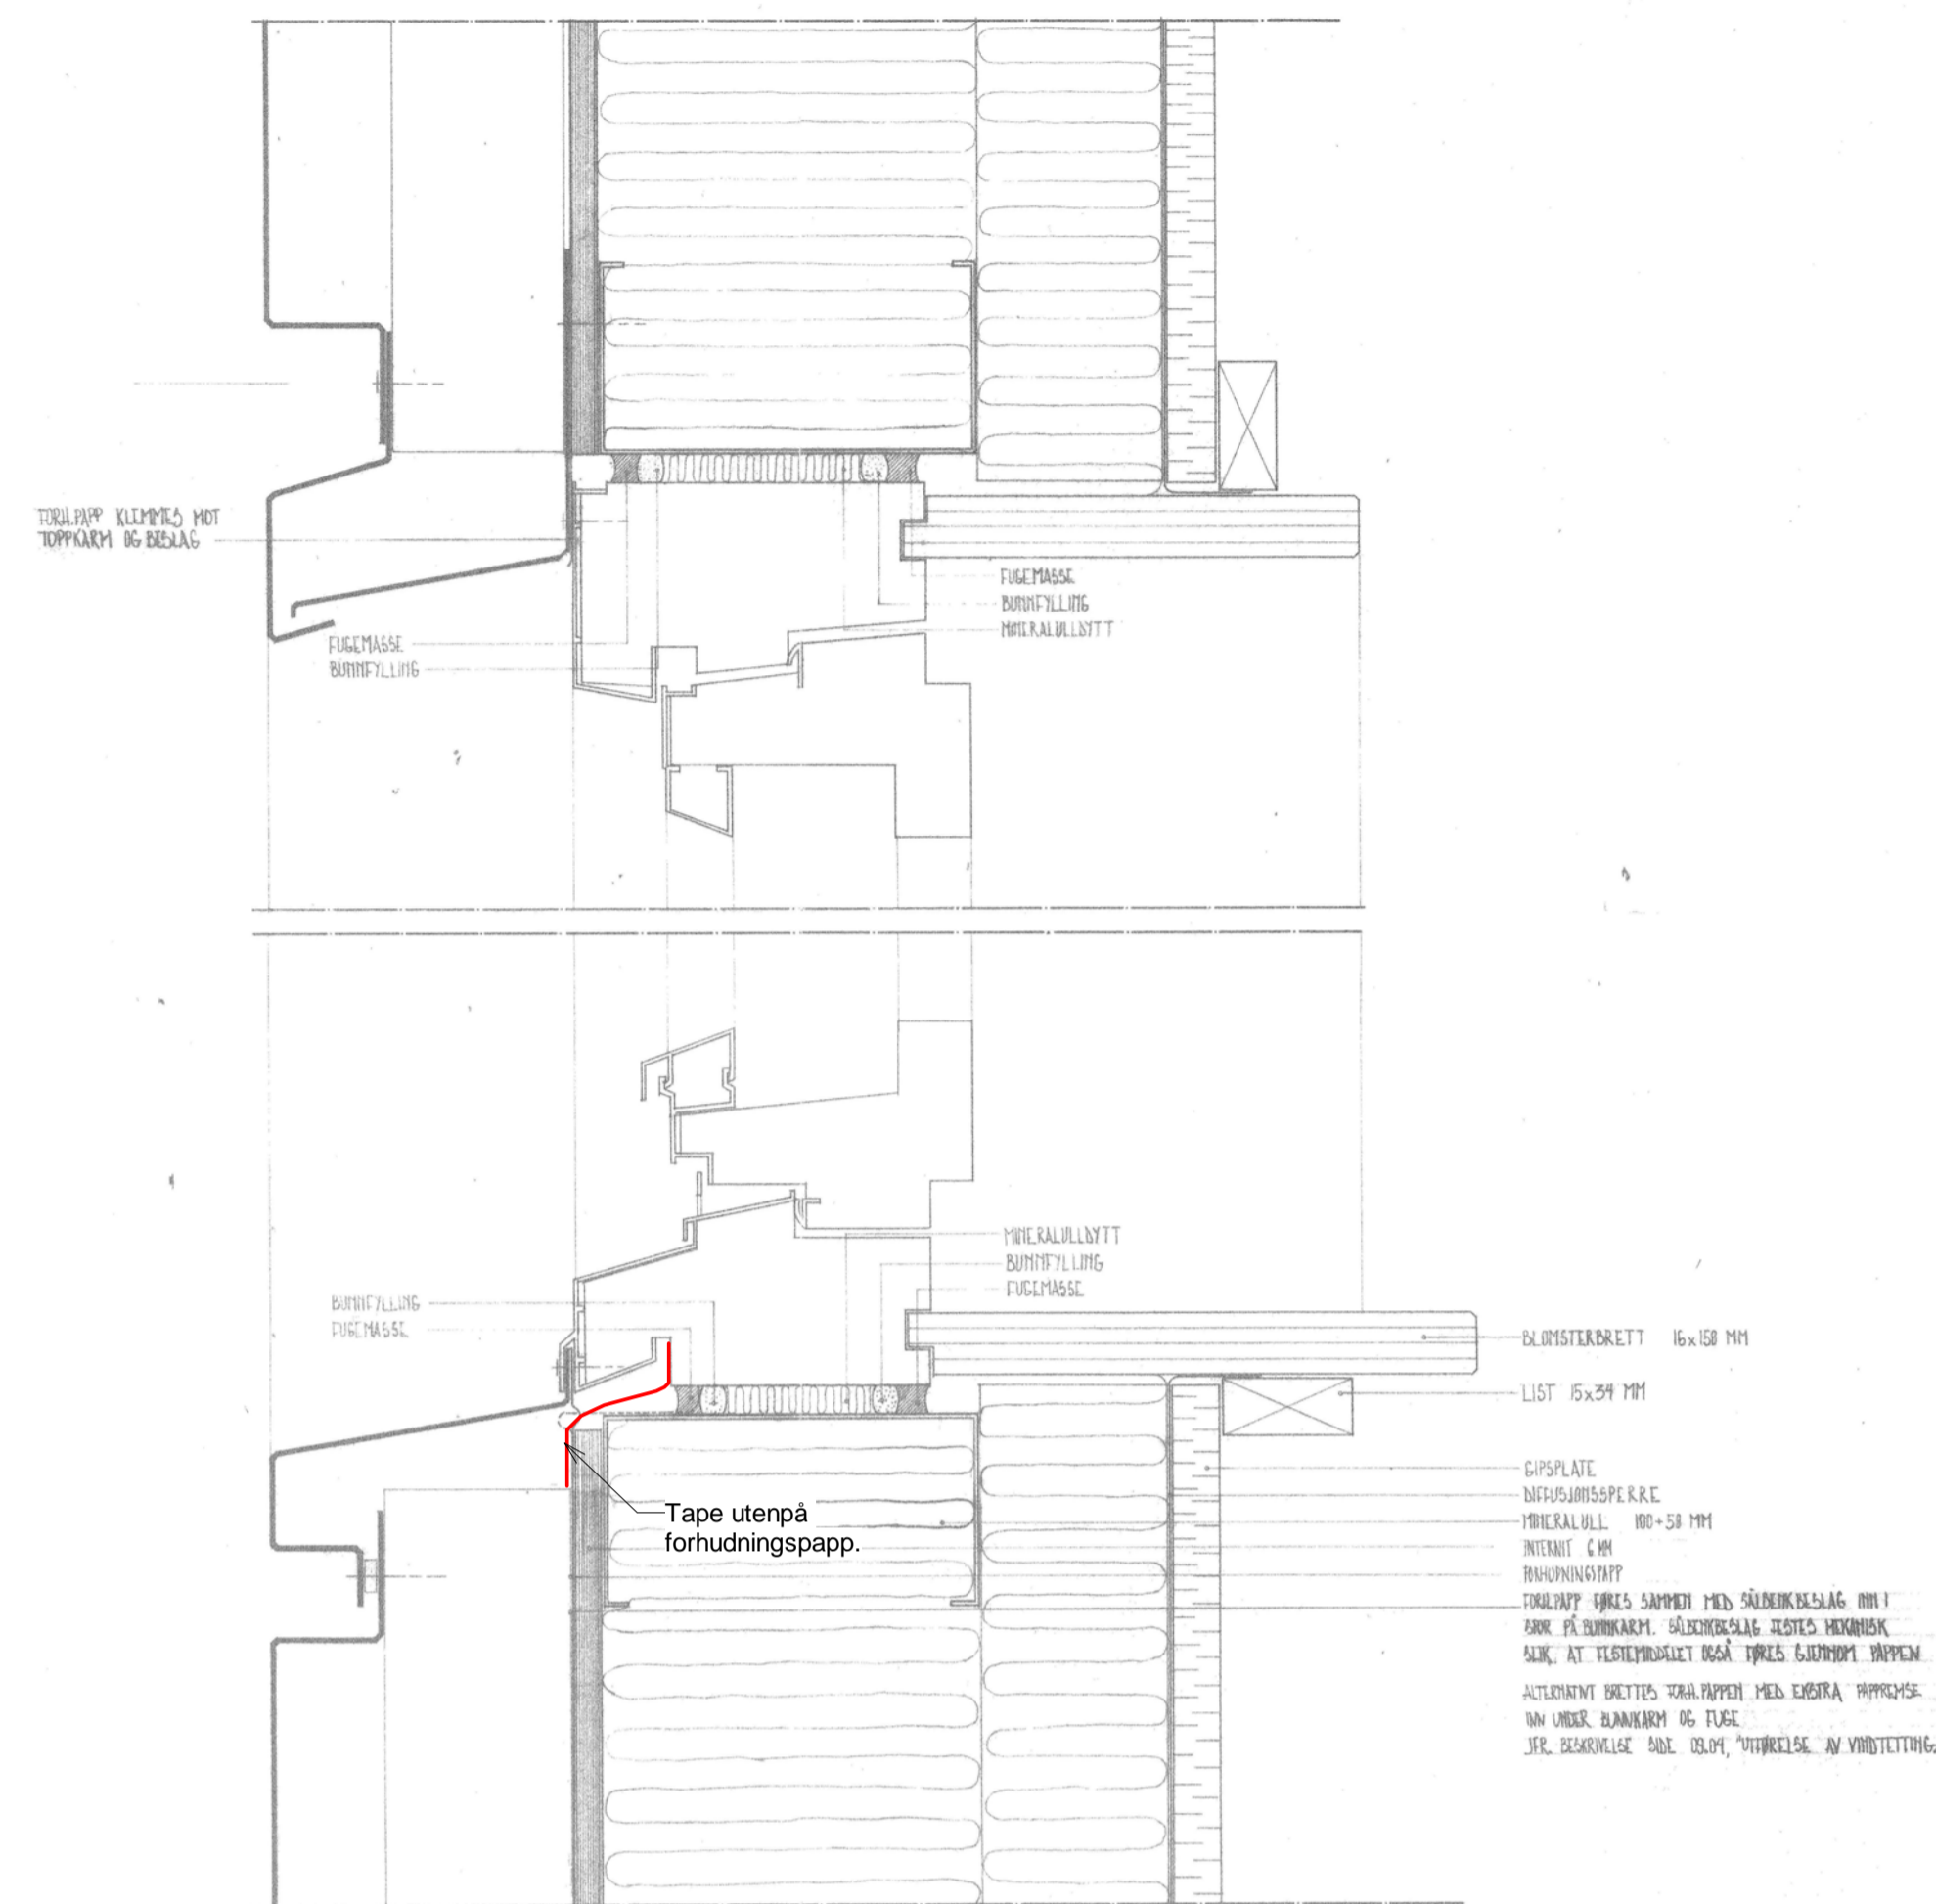 FORH.PAPP KLEMMES MOT
TOPPKARM OG BESLAG
FUGEMASSE
BUNNFYLLING
MINERALULLDYTT
FUGEMASSE
BUNNFYLLING
MINERALULLDYTT
BUNNFYLLING
FUGEMASSE
BUNNFYLLING
FUGEMASSE
BLOMSTERBRETT 16x158 MM
LIST 15x34 MM
Tape utenpå
forhudningspapp.
GIPSPLATE
DIFFUSJONSSPERRE
MINERALULL 100+50 MM
INTERNIT 6 MM
FORHUDNINGSPAPP
FORH.PAPP FØRES SAMMEN MED SÅLBENKBESLAG INN I
SPOR PÅ BUNNKARM. SÅLBENKBESLAG FESTES MEKANISK
SLIK. AT FESTEMIDDELET OGSÅ FØRES GJENNOM PAPPEN
ALTERNATIVT BRETTES FORH.PAPPEN MED EKSTRA PAPPREMSE
INN UNDER BUNNKARM OG FUGE
JFR. BESKRIVELSE SIDE 09.04, "UTFØRELSE AV VINDTETTING.